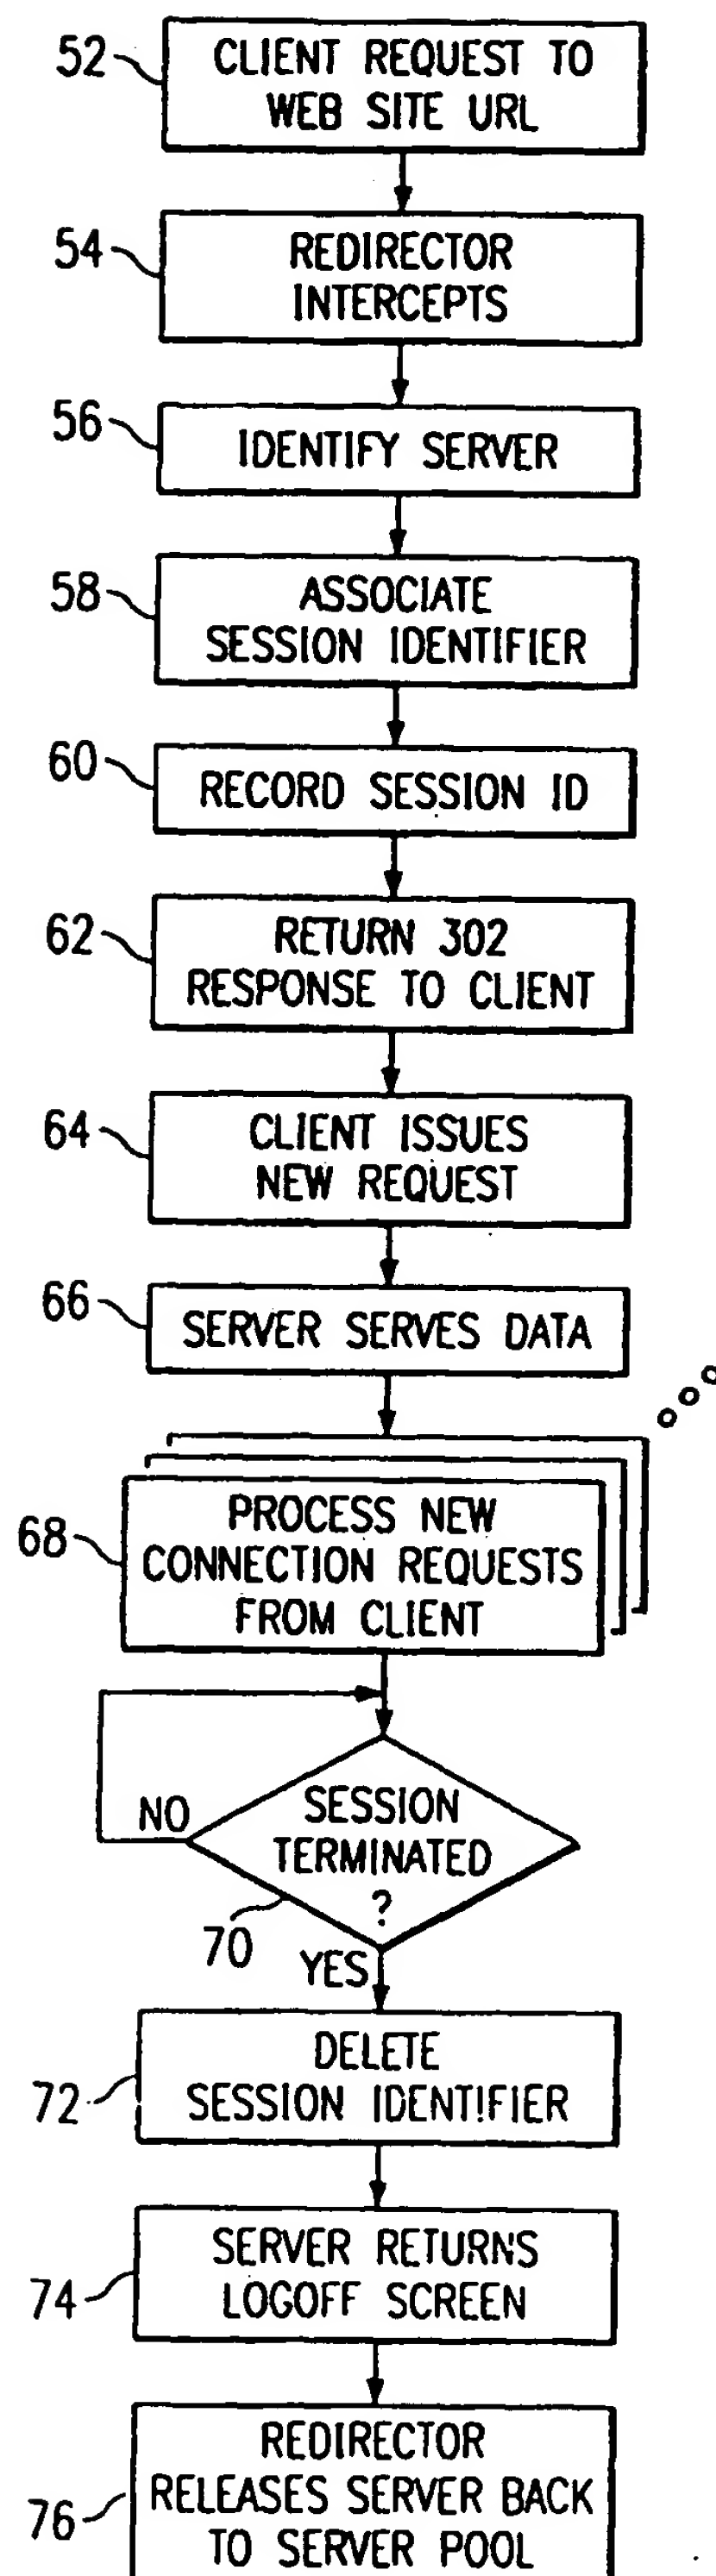 52
CLIENT REQUEST TO
WEB SITE URL
54
REDIRECTOR
INTERCEPTS
56
IDENTIFY SERVER
58
ASSOCIATE
SESSION IDENTIFIER
60
RECORD SESSION ID
62
RETURN 302
RESPONSE TO CLIENT
64
CLIENT ISSUES
NEW REQUEST
66
SERVER SERVES DATA
68
PROCESS NEW
CONNECTION REQUESTS
FROM CLIENT
NO
SESSION
TERMINATED
?
70
YES
72
DELETE
SESSION IDENTIFIER
74
SERVER RETURNS
LOGOFF SCREEN
76
REDIRECTOR
RELEASES SERVER BACK
TO SERVER POOL